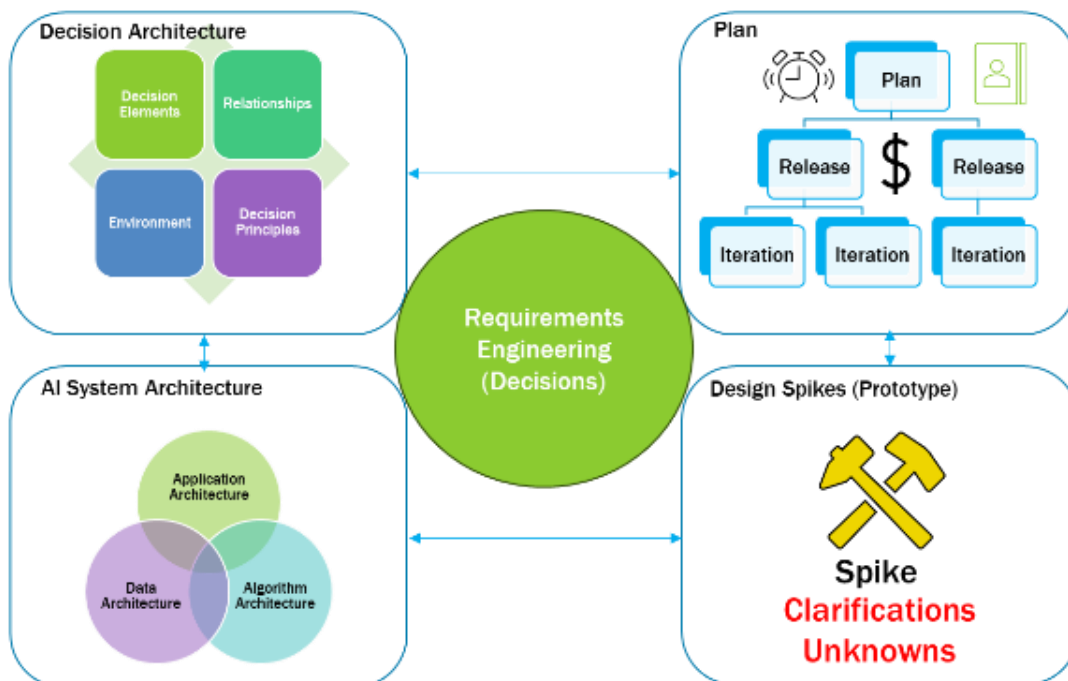 Decision Architecture
Decision
Elements
Relationships
Environment
Decision
Principles
Plan
Plan
Release
$
Release
Iteration
Iteration
Iteration
Requirements
Engineering
(Decisions)
AI System Architecture
Application
Architecture
Data
Architecture
Algorithm
Architecture
Design Spikes (Prototype)
Spike
Clarifications
Unknowns